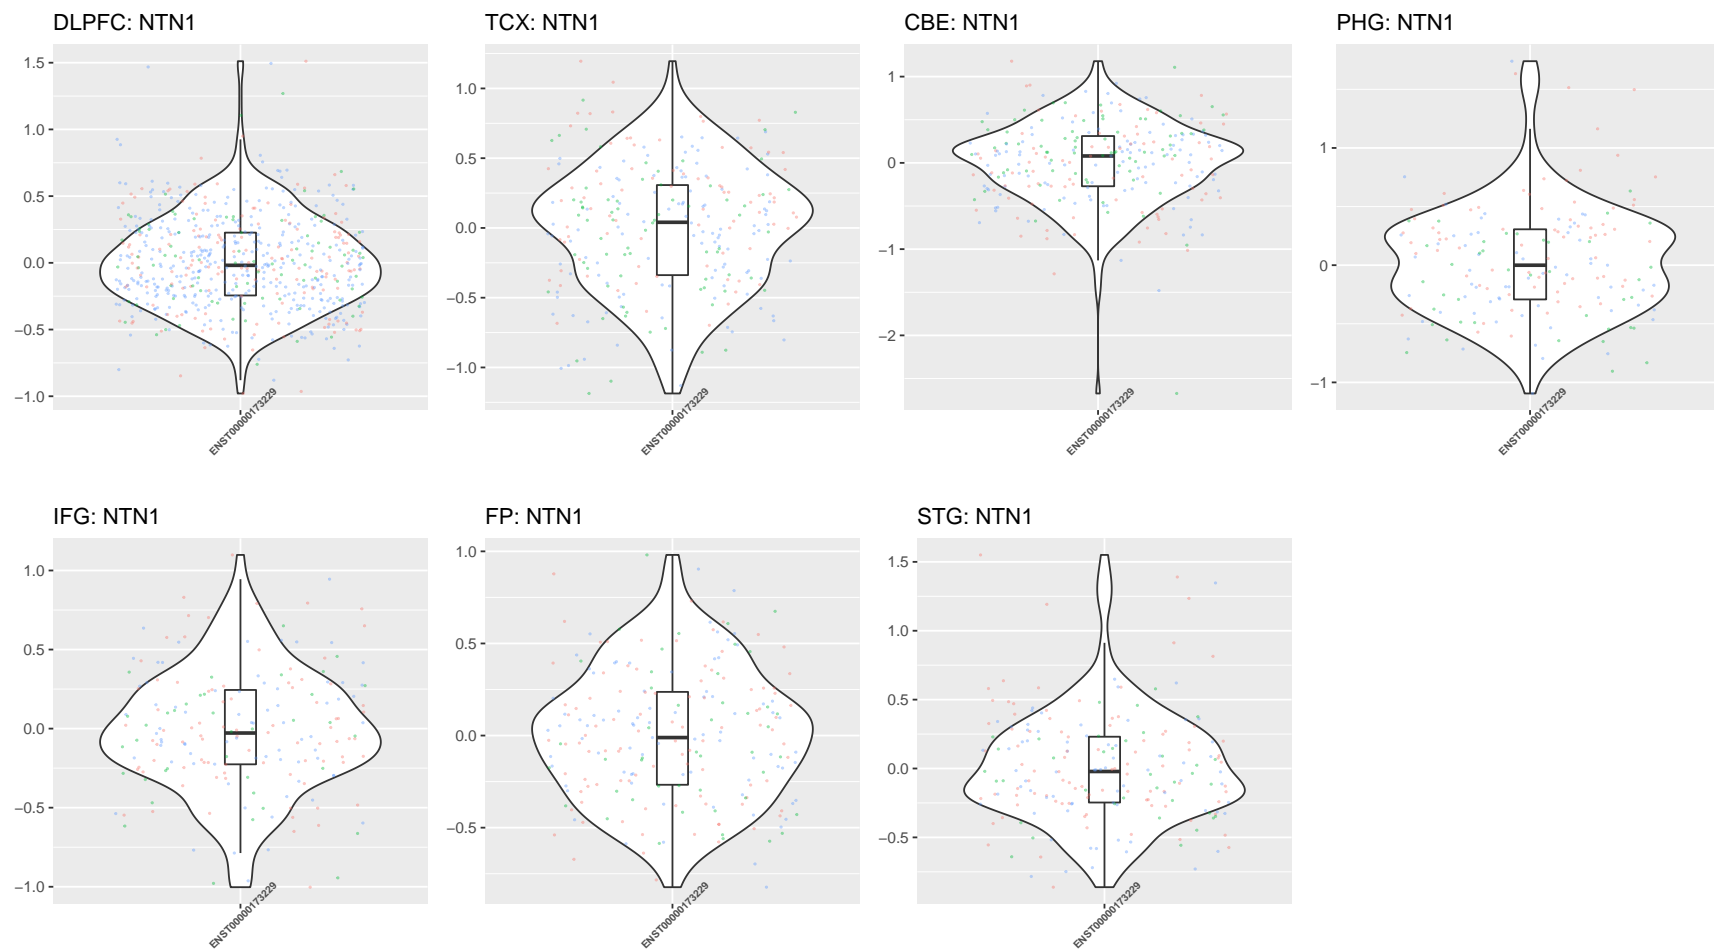 DLPFC: NTN1
TCX: NTN1
CBE: NTN1
PHG: NTN1
1.5
1.0
0.5
0.0
−0.5
−1.0
ENST00000173229
1.0
0.5
0.0
−0.5
−1.0
ENST00000173229
1
0
−1
−2
ENST00000173229
1
0
−1
ENST00000173229
IFG: NTN1
FP: NTN1
STG: NTN1
1.0
0.5
0.0
−0.5
−1.0
ENST00000173229
1.0
0.5
0.0
−0.5
ENST00000173229
1.5
1.0
0.5
0.0
−0.5
ENST00000173229